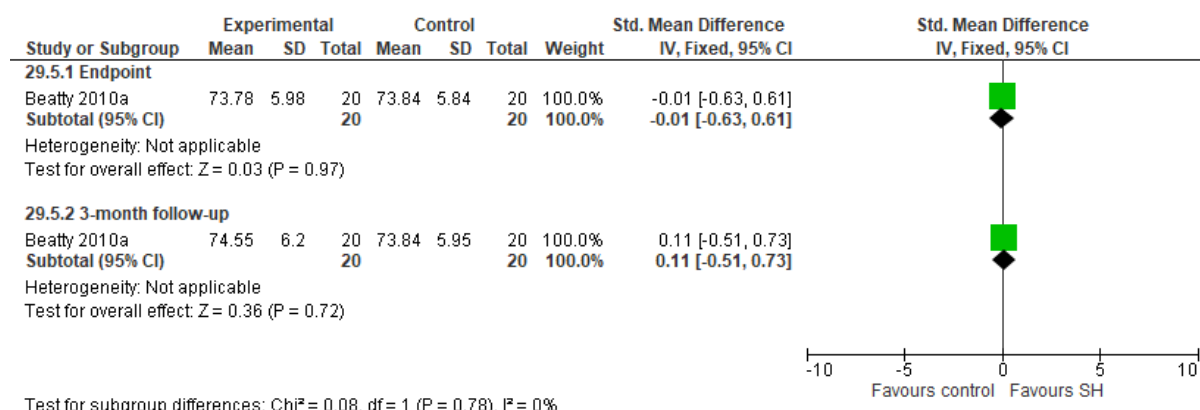 Experimental Control Std. Mean Difference Std. Mean Difference
Study or Subgroup Mean SD Total Mean SD Total Weight IV, Fixed, 95% CI IV, Fixed, 95% CI
29.5.1 Endpoint
Beatty 2010a 73.78 5.98 20 73.84 5.84 20 100.0% -0.01 [-0.63, 0.61]
Subtotal (95% CI) 20 20 100.0% -0.01 [-0.63, 0.61]
Heterogeneity: Not applicable
Test for overall effect: Z = 0.03 (P = 0.97)
29.5.2 3-month follow-up
Beatty 2010a 74.55 6.2 20 73.84 5.95 20 100.0% 0.11 [-0.51, 0.73]
Subtotal (95% CI) 20 20 100.0% 0.11 [-0.51, 0.73]
Heterogeneity: Not applicable
Test for overall effect: Z = 0.36 (P = 0.72)
-10 -5 0 5 10
Favours control Favours SH
Test for subgroup differences: Chi² = 0.08, df = 1 (P = 0.78), I² = 0%